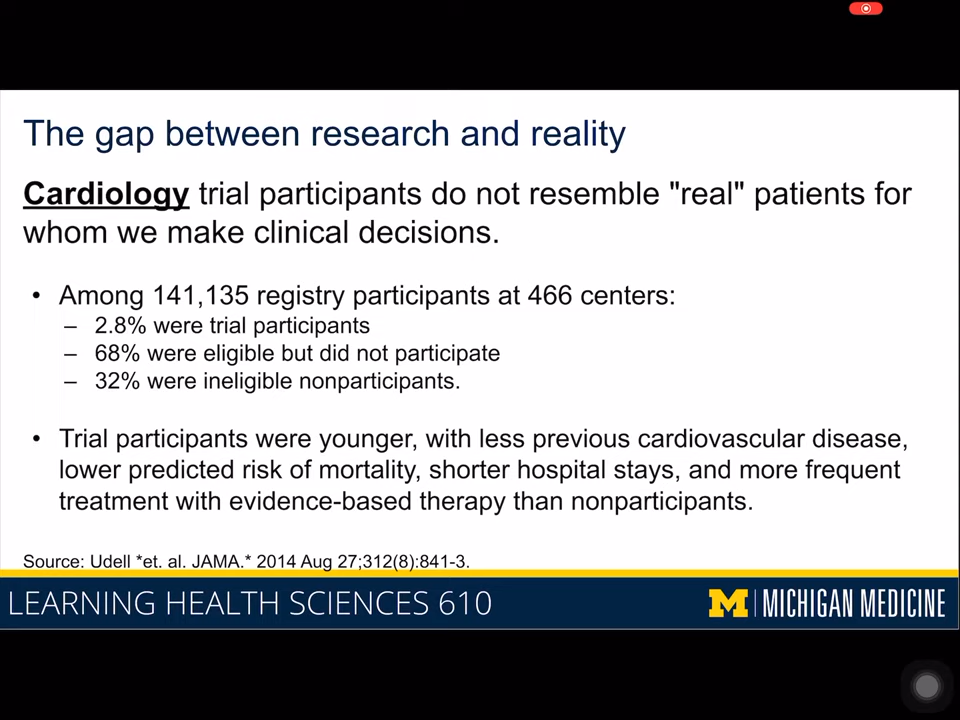 The gap between research and reality
Cardiology trial participants do not resemble "real" patients for
whom we make clinical decisions.
• Among 141,135 registry participants at 466 centers:
– 2.8% were trial participants
– 68% were eligible but did not participate
– 32% were ineligible nonparticipants.
• Trial participants were younger, with less previous cardiovascular disease,
lower predicted risk of mortality, shorter hospital stays, and more frequent
treatment with evidence-based therapy than nonparticipants.
Source: Udell *et. al. JAMA.* 2014 Aug 27;312(8):841-3.
LEARNING HEALTH SCIENCES 610
M | MICHIGAN MEDICINE